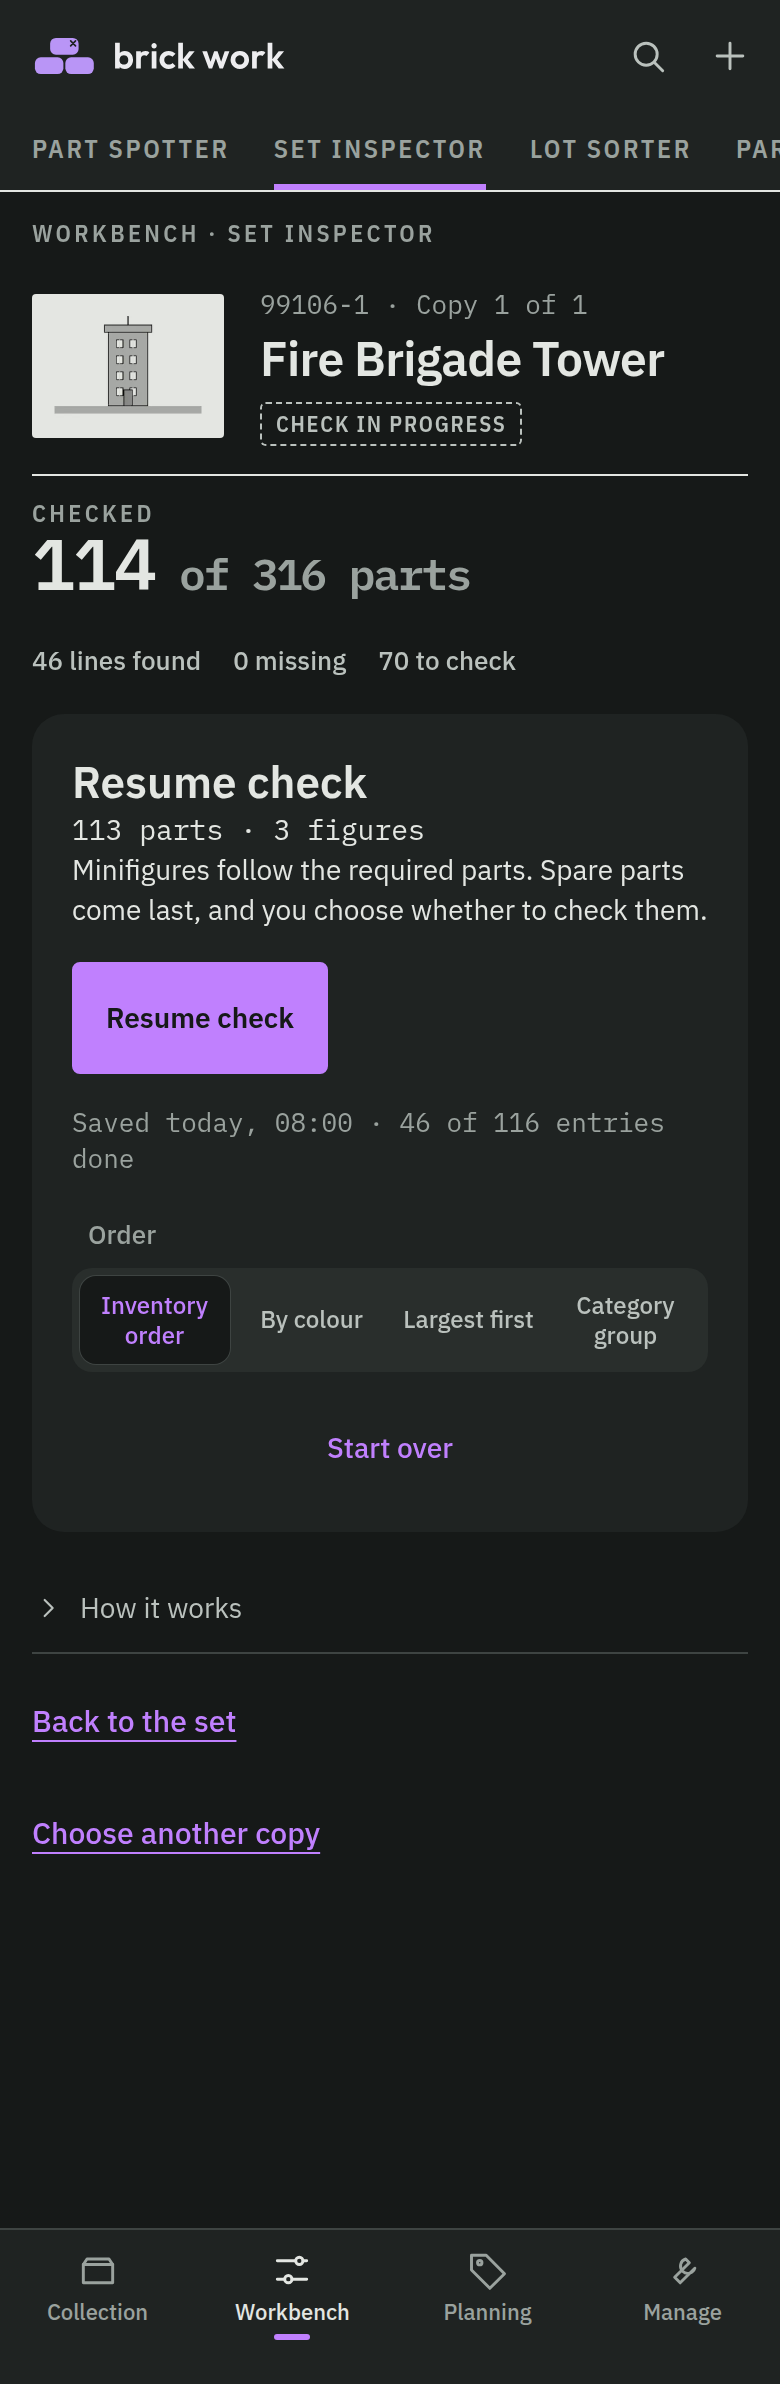 brick work
PART SPOTTER SET INSPECTOR LOT SORTER PAR
WORKBENCH · SET INSPECTOR
99106-1 · Copy 1 of 1
Fire Brigade Tower
CHECK IN PROGRESS
CHECKED
114 of 316 parts
46 lines found 0 missing 70 to check
Resume check
113 parts · 3 figures
Minifigures follow the required parts. Spare parts
come last, and you choose whether to check them.
Resume check
Saved today, 08:00 · 46 of 116 entries
done
Order
Inventory
order
By colour
Largest first
Category
group
Start over
How it works
Back to the set
Choose another copy
Collection Workbench Planning Manage